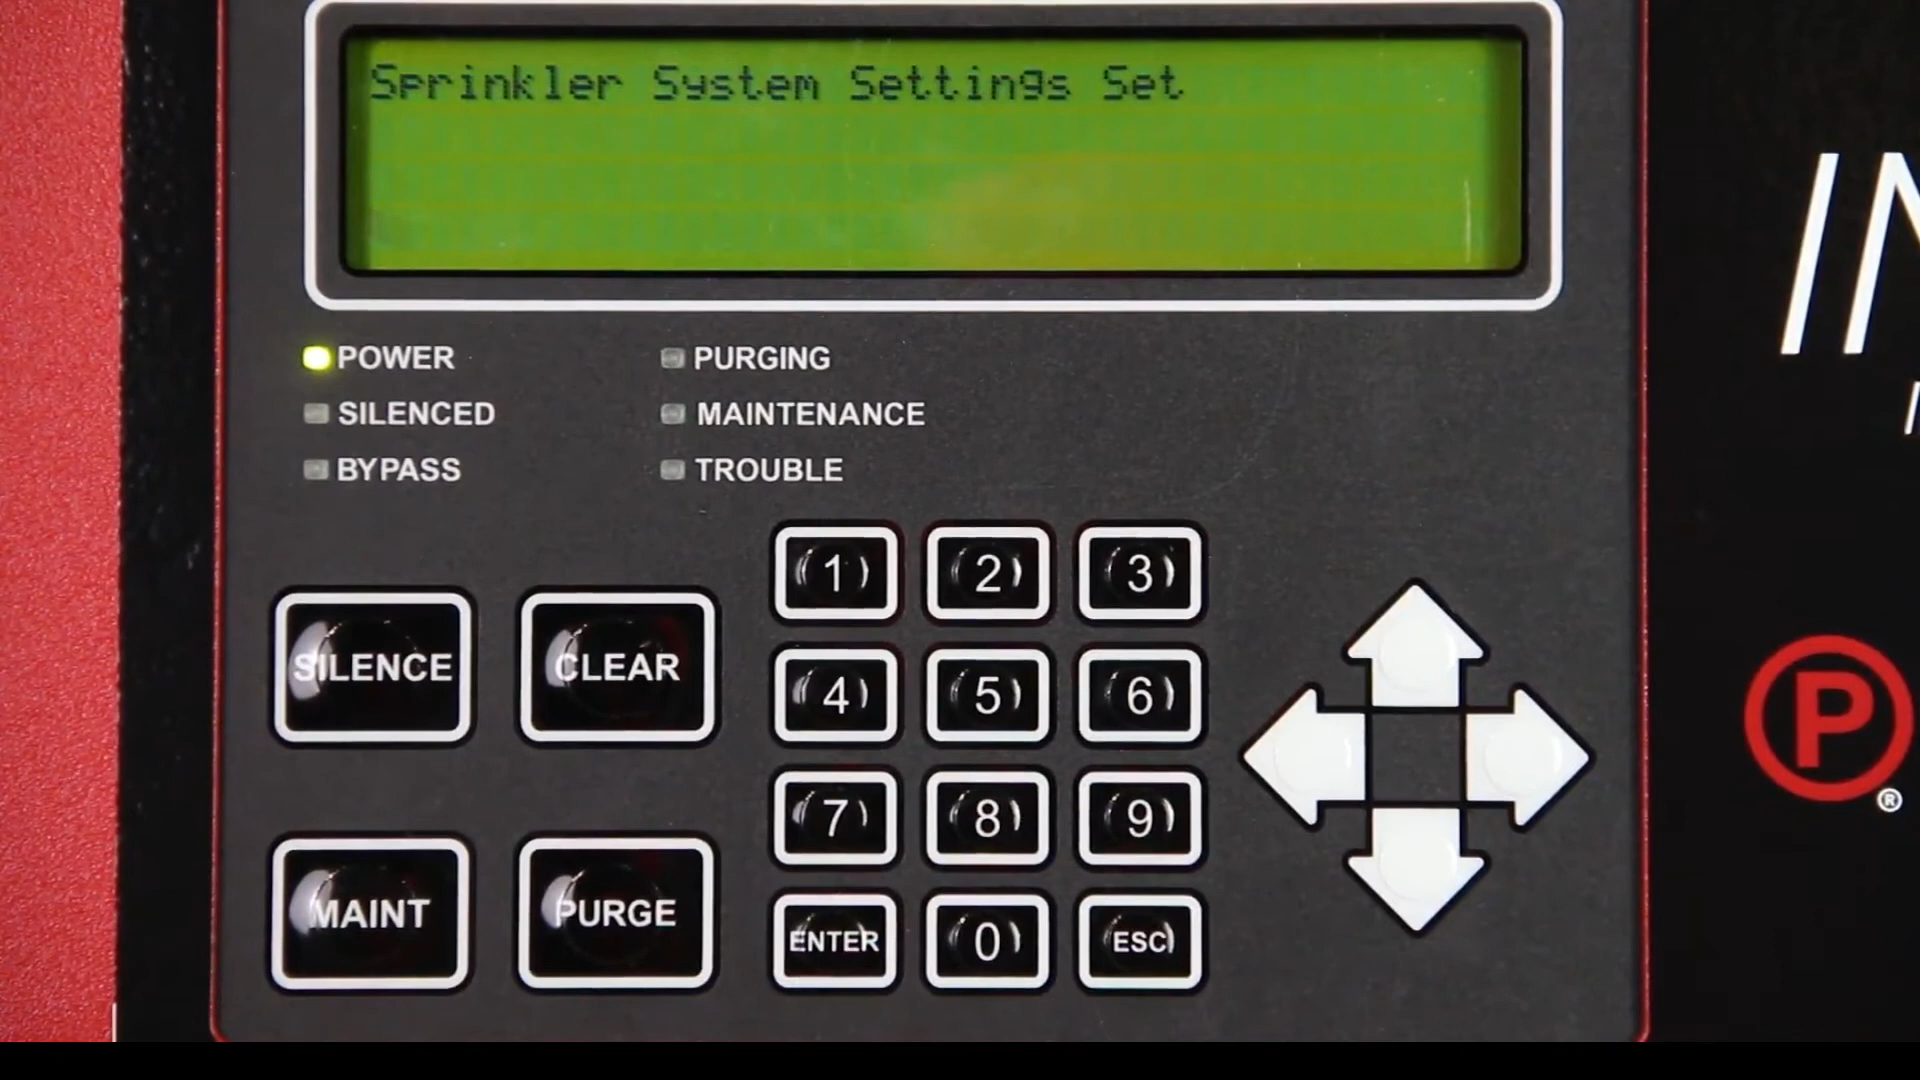 Sprinkler System Settings Set
POWER
PURGING
SILENCED
MAINTENANCE
BYPASS
TROUBLE
1 2 3
SILENCE CLEAR
4 5 6
7 8 9
MAINT PURGE
ENTER 0 ESC
P
®